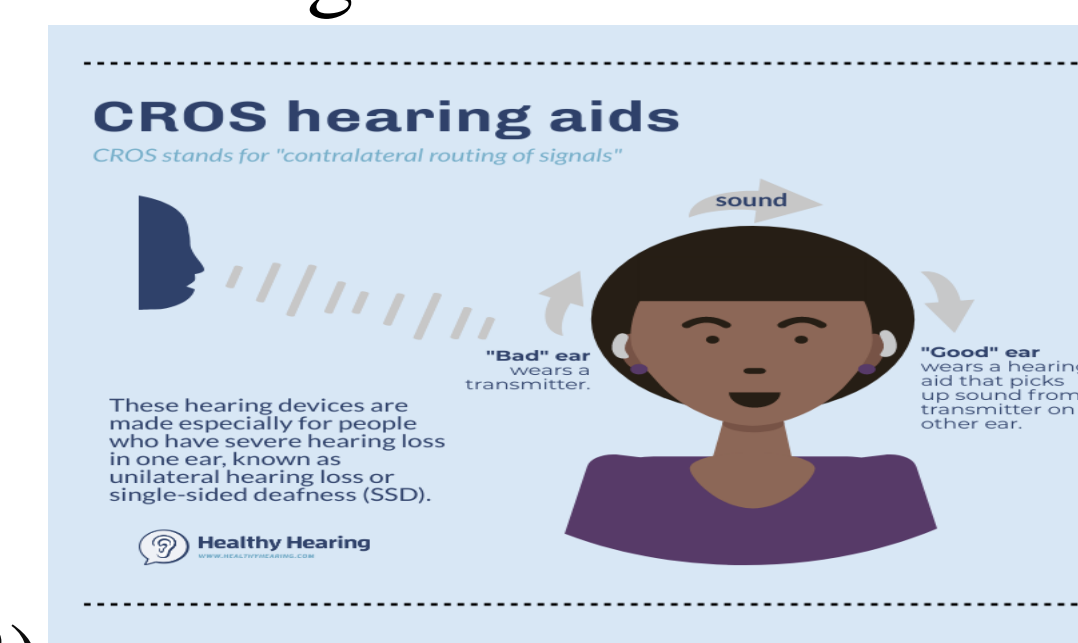 CROS hearing aids
CROS stands for "contralateral routing of signals"
sound
"Bad" ear
wears a
transmitter.
"Good" ear
wears a hearing
aid that picks
up sound from
transmitter on
other ear.
These hearing devices are
made especially for people
who have severe hearing loss
in one ear, known as
unilateral hearing loss or
single-sided deafness (SSD).
Healthy Hearing
WWW.HEALTHYHEARING.COM